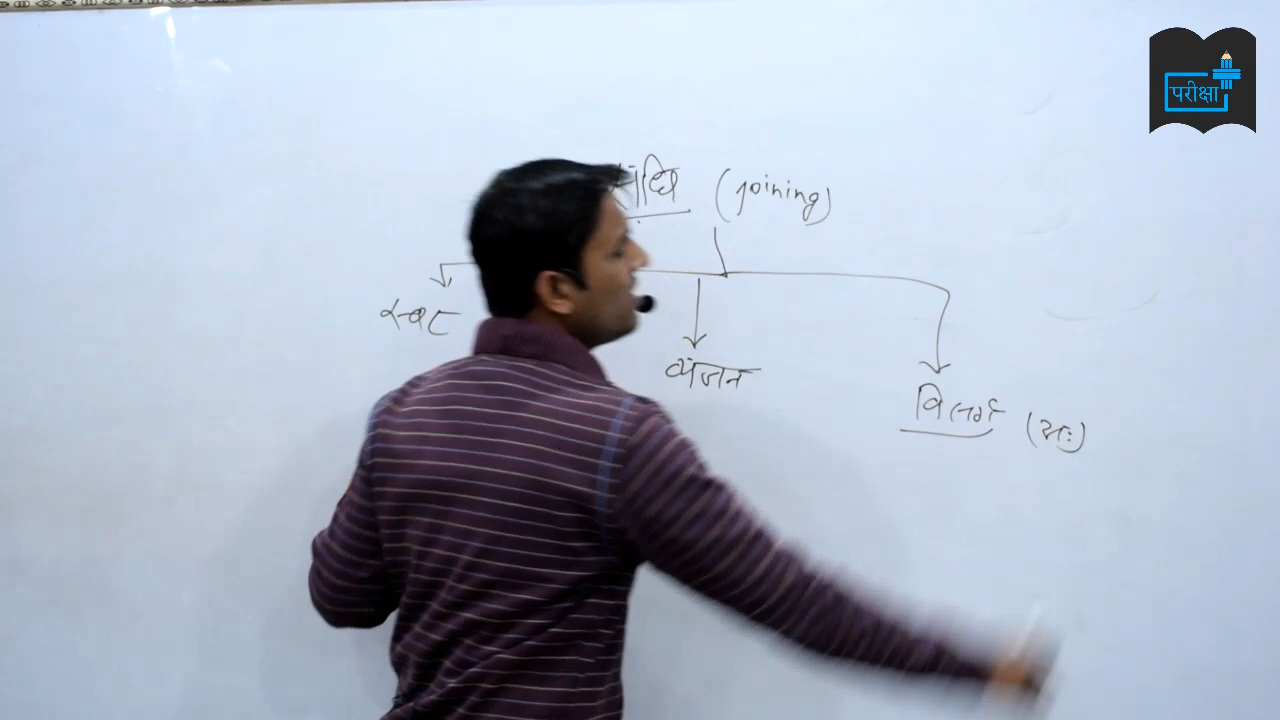 परीक्षा
संधि (joining)
स्वर
व्यंजन
विसर्ग (अः)